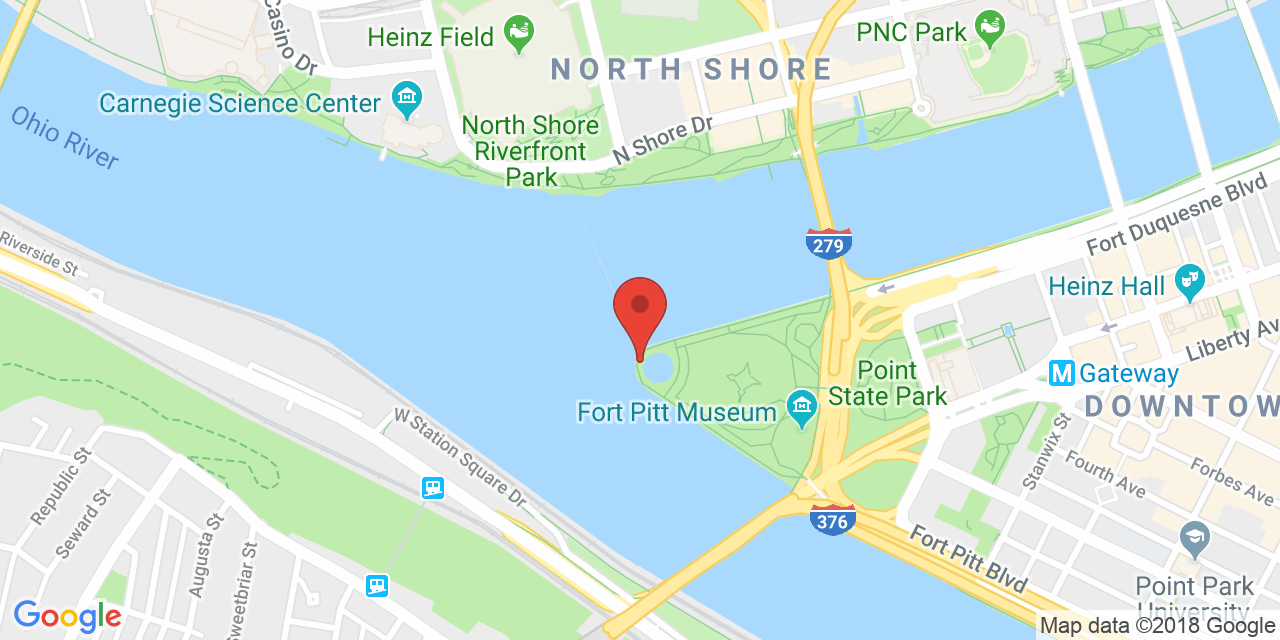 Casino Dr
Heinz Field
PNC Park
NORTH SHORE
Carnegie Science Center
Ohio River
North Shore
Riverfront
Park
N Shore Dr
Fort Duquesne Blvd
279
Riverside St
Heinz Hall
Liberty Av
Gateway
M
Point
State Park
Fort Pitt Museum
DOWNTOW
W Station Square Dr
Stanwix St
Republic St
Fourth Ave
Forbes Ave
Seward St
Augusta St
Sweetbriar St
376
Fort Pitt Blvd
Point Park
University
Google
Map data ©2018 Google